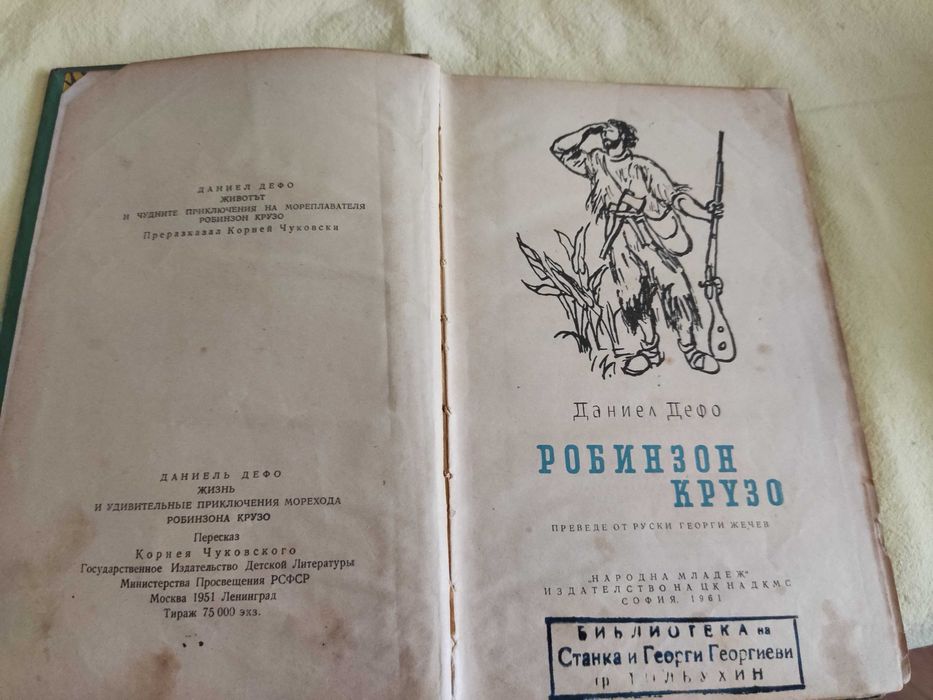 ДАНИЕЛ ДЕФО
ЖИВОТЪТ
И ЧУДНИТЕ ПРИКЛЮЧЕНИЯ НА МОРЕПЛАВАТЕЛЯ
РОБИНЗОН КРУЗО
Преразказал Корней Чуковски
ДАНИЕЛЬ ДЕФО
ЖИЗНЬ
И УДИВИТЕЛЬНЫЕ ПРИКЛЮЧЕНИЯ МОРЕХОДА
РОБИНЗОНА КРУЗО
Пересказ
Корнея Чуковского
Государственное Издательство Детской Литературы
Министерства Просвещения РСФСР
Москва 1951 Ленинград
Тираж 75 000 экз.
Даниел Дефо
РОБИНЗОН
КРУЗО
ПРЕВЕДЕ ОТ РУСКИ ГЕОРГИ ЖЕЧЕВ
„НАРОДНА МЛАДЕЖ"
ИЗДАТЕЛСТВО НА ЦК НА ДКМС
СОФИЯ, 1961
БИБЛИОТЕКА на
Станка и Георги Георгиеви
гр. ТОЛБУХИН